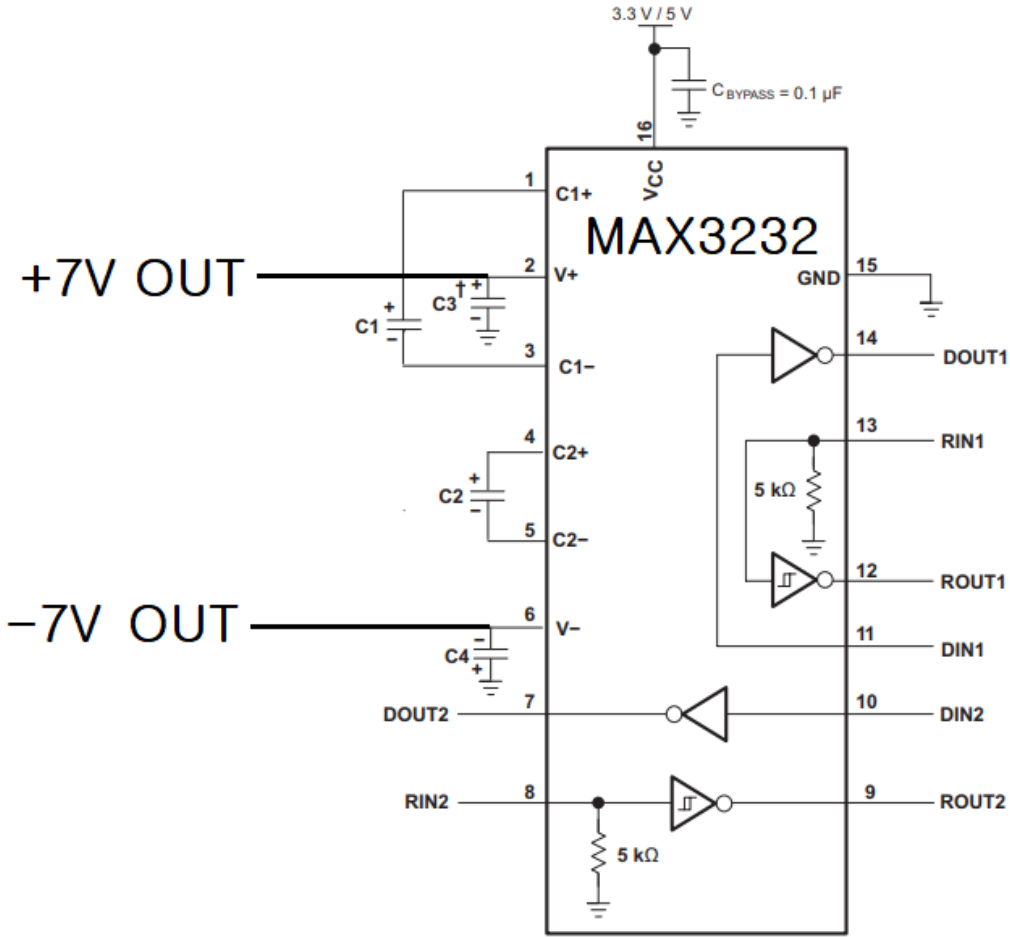 3.3 V / 5 V
CBYPASS = 0.1 µF
16
VCC
MAX3232
1
C1+
+7V OUT
2
V+
† +
C3
−
+
C1
−
3
C1−
4
C2+
+
C2
−
5
C2−
−7V OUT
6
V−
−
C4
+
DOUT2
7
RIN2
8
5 kΩ
GND
15
14
DOUT1
13
RIN1
5 kΩ
12
ROUT1
11
DIN1
10
DIN2
9
ROUT2